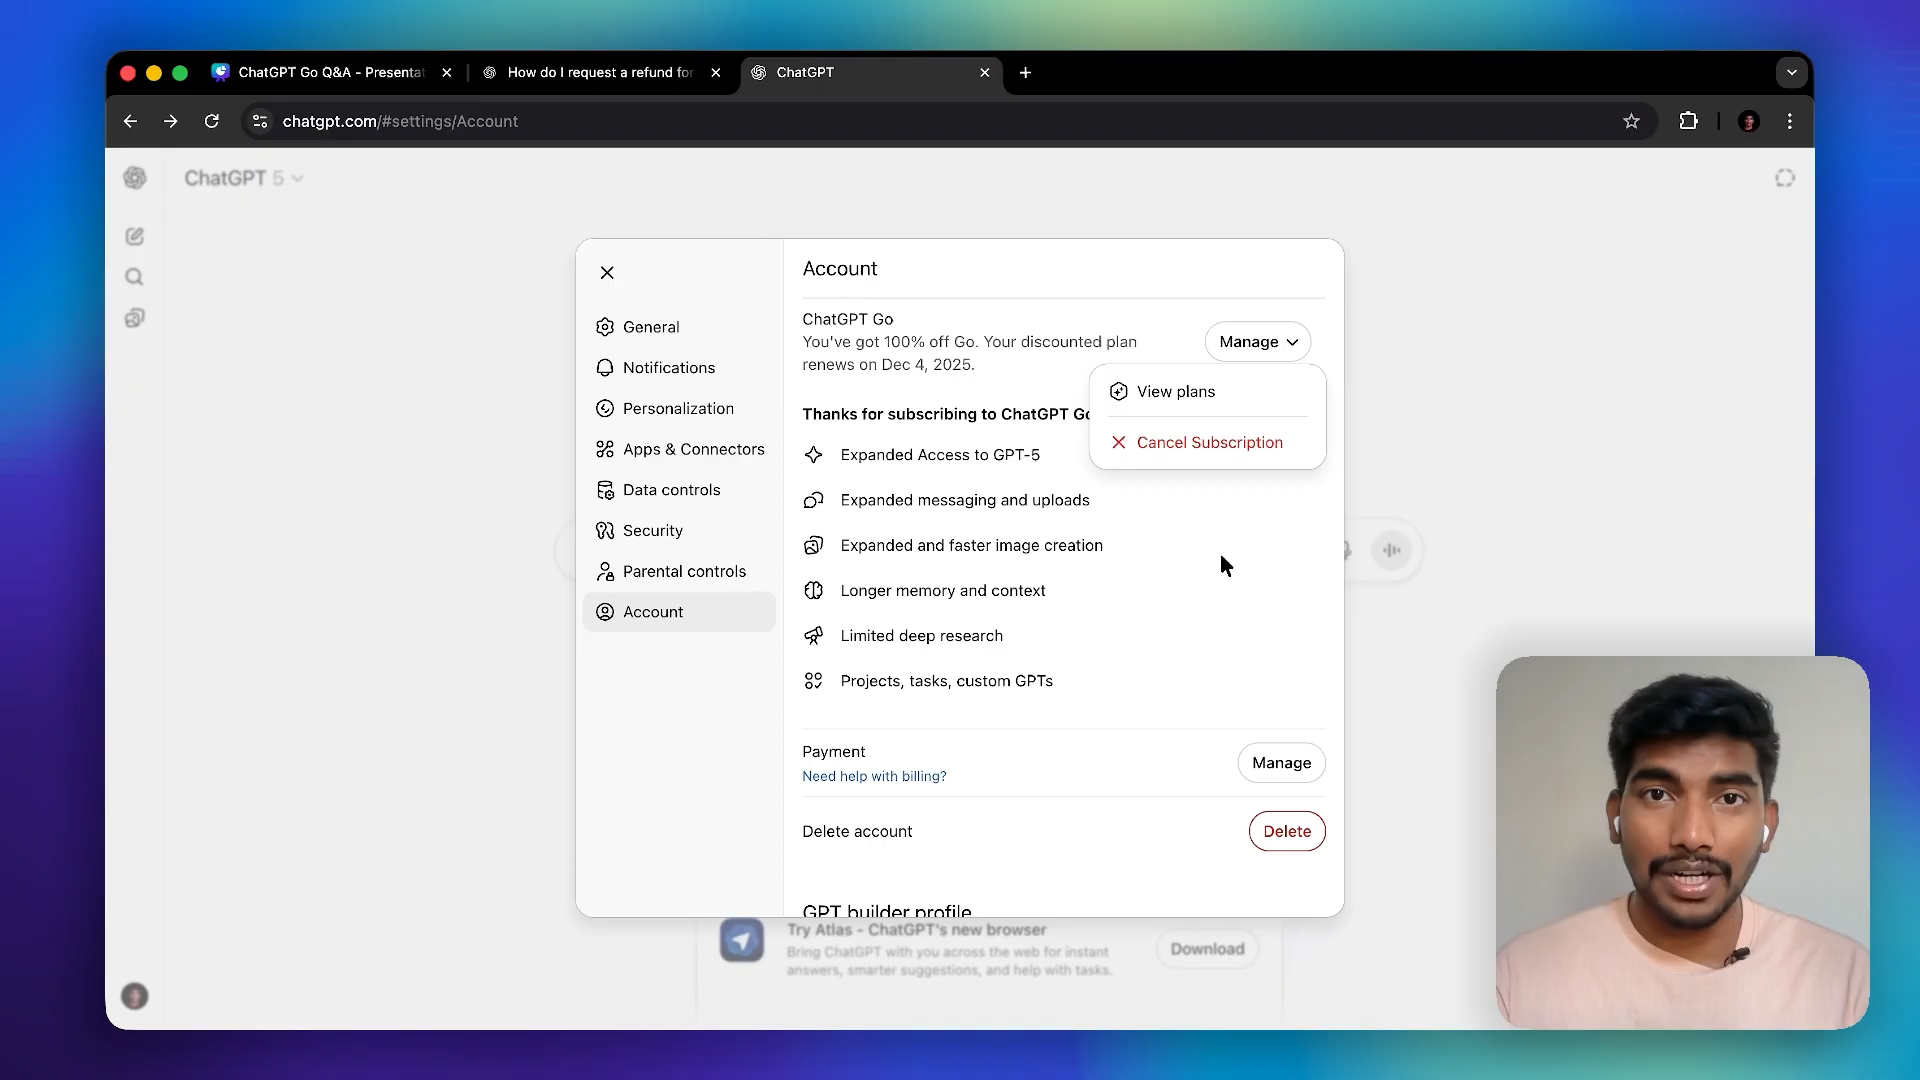 ChatGPT Go Q&A - Presentat
How do I request a refund for
ChatGPT
chatgpt.com/#settings/Account
ChatGPT 5
Account
General
Notifications
Personalization
Apps & Connectors
Data controls
Security
Parental controls
Account
ChatGPT Go
You've got 100% off Go. Your discounted plan
renews on Dec 4, 2025.
Manage
View plans
Cancel Subscription
Thanks for subscribing to ChatGPT Go
Expanded Access to GPT-5
Expanded messaging and uploads
Expanded and faster image creation
Longer memory and context
Limited deep research
Projects, tasks, custom GPTs
Payment
Need help with billing?
Manage
Delete account
Delete
GPT builder profile
Try Atlas - ChatGPT's new browser
Bring ChatGPT with you across the web for instant
answers, smarter suggestions, and help with tasks.
Download